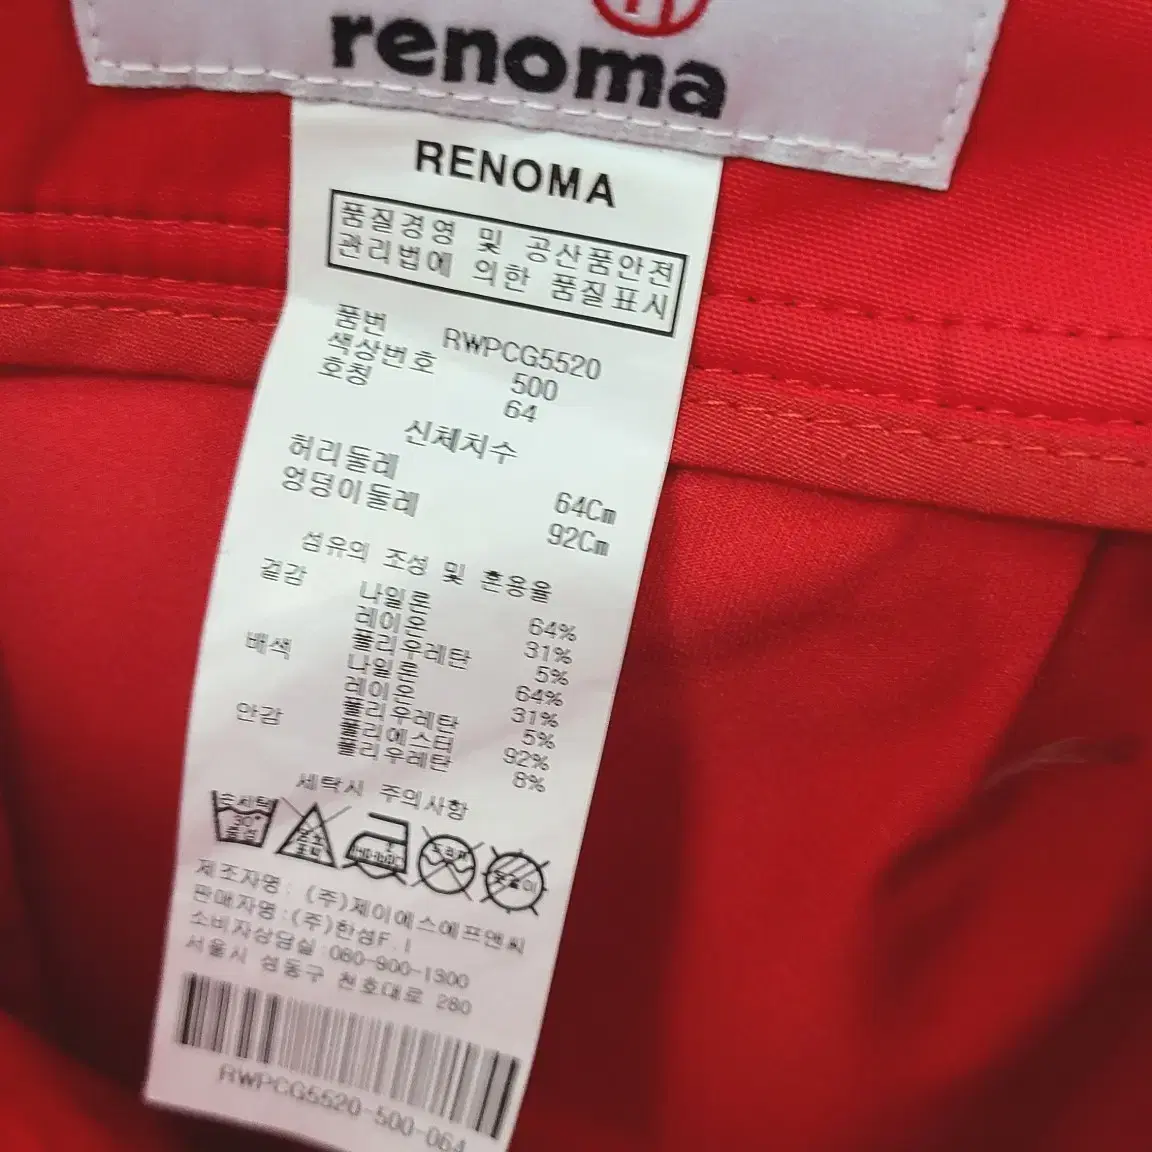 renoma
RENOMA
품질경영 및 공산품안전
관리법에 의한 품질표시
품번 RWPCG5520
색상번호 500
호칭 64
신체치수
허리둘레 64Cm
엉덩이둘레 92Cm
섬유의 조성 및 혼용율
겉감 나일론 64%
레이온 31%
폴리우레탄 5%
배색 나일론 64%
레이온 31%
폴리우레탄 5%
안감 폴리에스터 92%
폴리우레탄 8%
세탁시 주의사항
손세탁
30°
중성
제조자명: (주)제이에스에프앤씨
판매자명:(주)한성F.I
소비자상담실:080-900-1300
서울시 성동구 천호대로 280
RWPCG5520-500-064